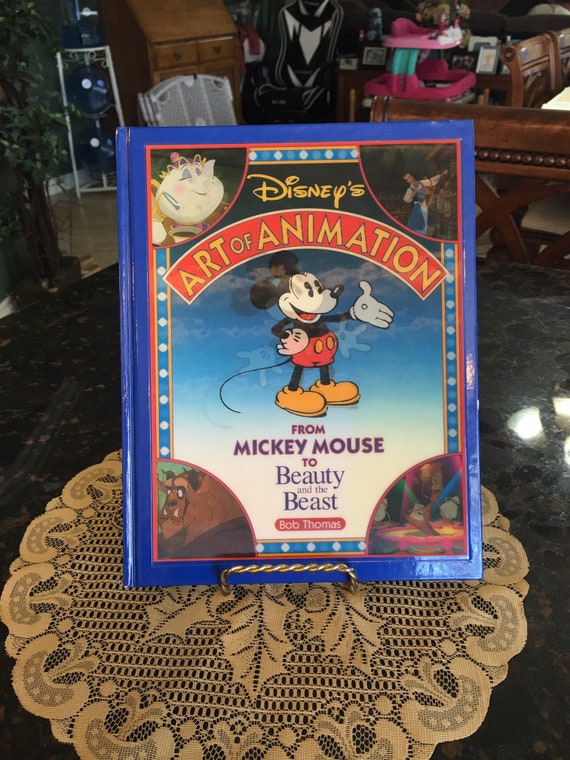 Disney's
ART OF ANIMATION
FROM
MICKEY MOUSE
TO
Beauty
and the
Beast
Bob Thomas